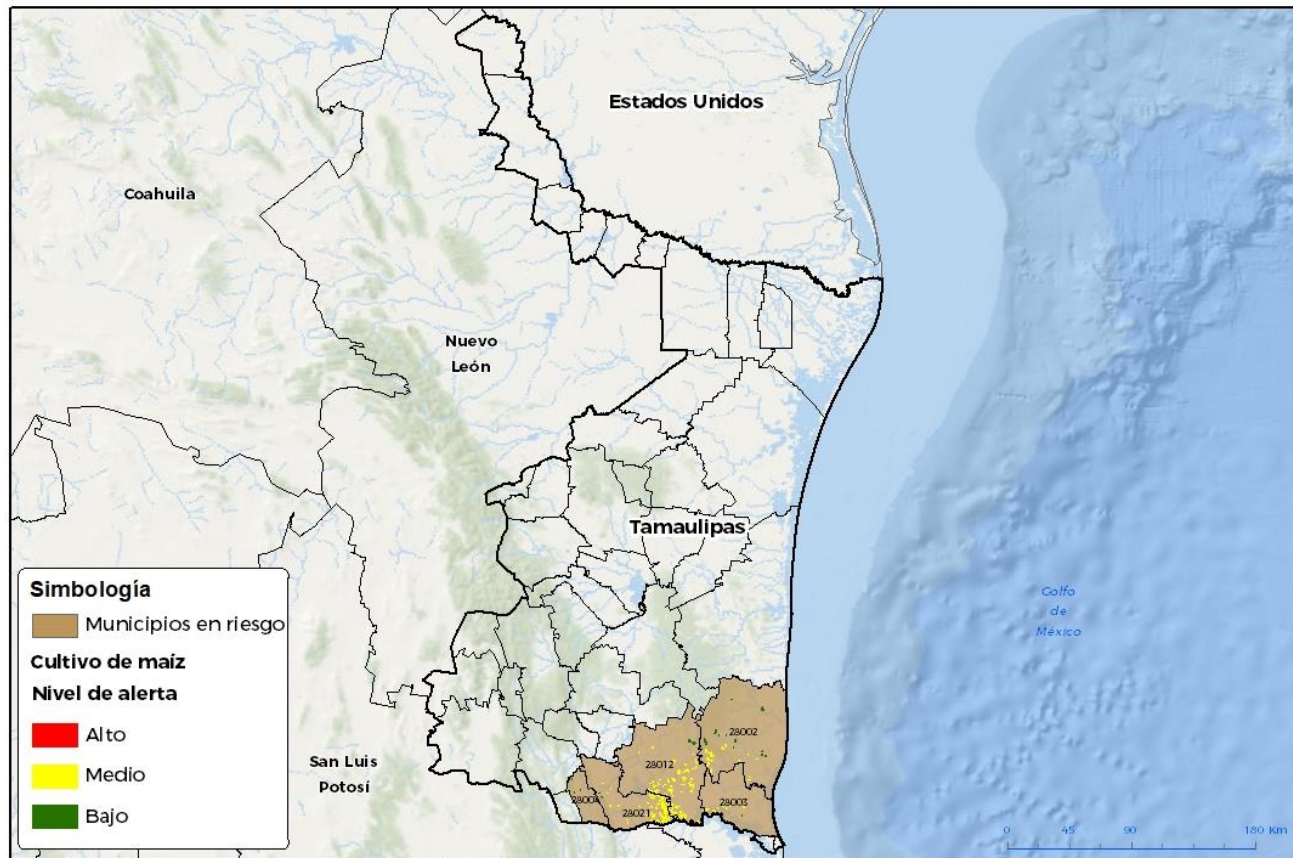 Estados Unidos
Coahuila
Nuevo
León
Tamaulipas
Golfo
de
México
San Luis
Potosí
28002
28012
28004
28021
28003
Simbología
Municipios en riesgo
Cultivo de maíz
Nivel de alerta
Alto
Medio
Bajo
0 45 90 180 KM